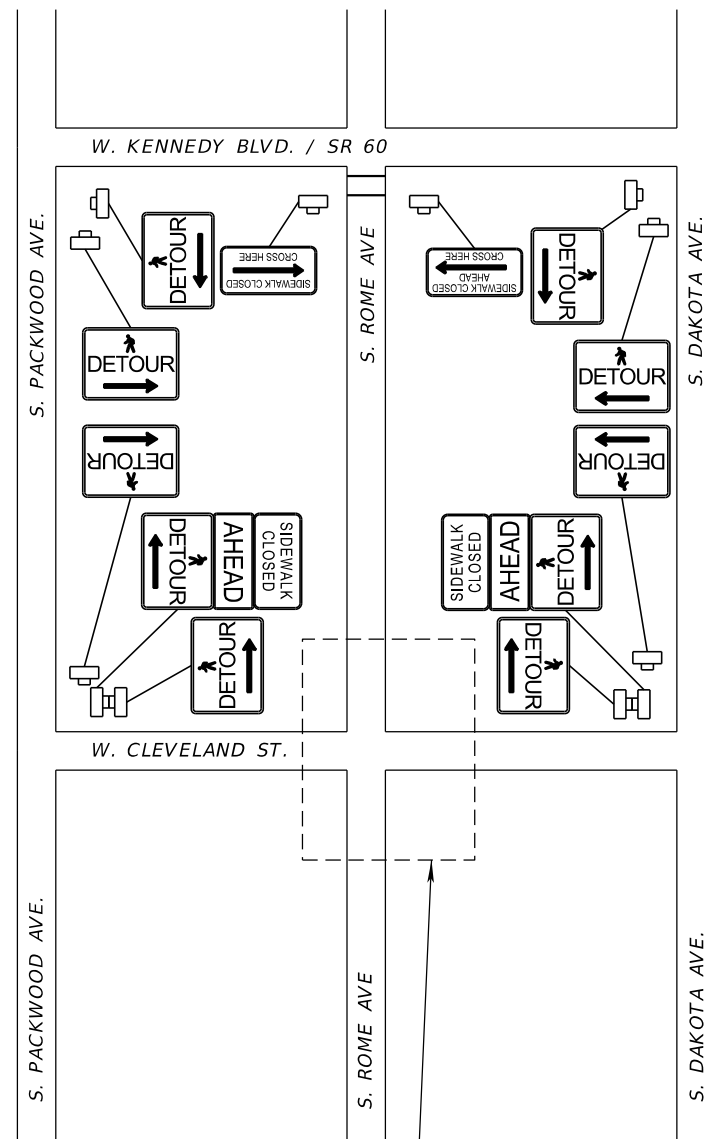 W. KENNEDY BLVD. / SR 60
S. PACKWOOD AVE.
S. ROME AVE
S. DAKOTA AVE.
DETOUR
SIDEWALK CLOSED
CROSS HERE
SIDEWALK CLOSED
AHEAD
CROSS HERE
DETOUR
DETOUR
DETOUR
DETOUR
DETOUR
DETOUR
AHEAD
SIDEWALK
CLOSED
SIDEWALK
CLOSED
AHEAD
DETOUR
DETOUR
DETOUR
W. CLEVELAND ST.
S. PACKWOOD AVE.
S. ROME AVE
S. DAKOTA AVE.